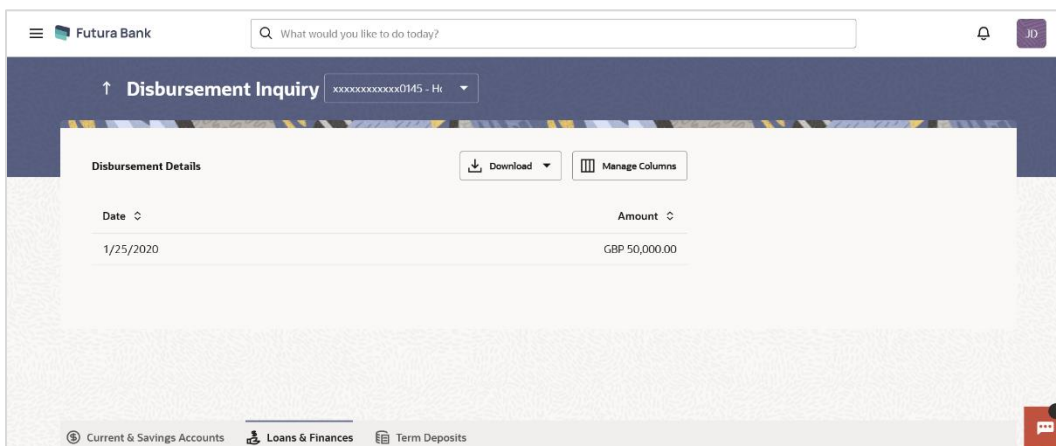 Futura Bank
What would you like to do today?
JD
Disbursement Inquiry xxxxxxxxxxxx0145 - Ho
Disbursement Details
Download
Manage Columns
Date
Amount
1/25/2020
GBP 50,000.00
Current & Savings Accounts
Loans & Finances
Term Deposits